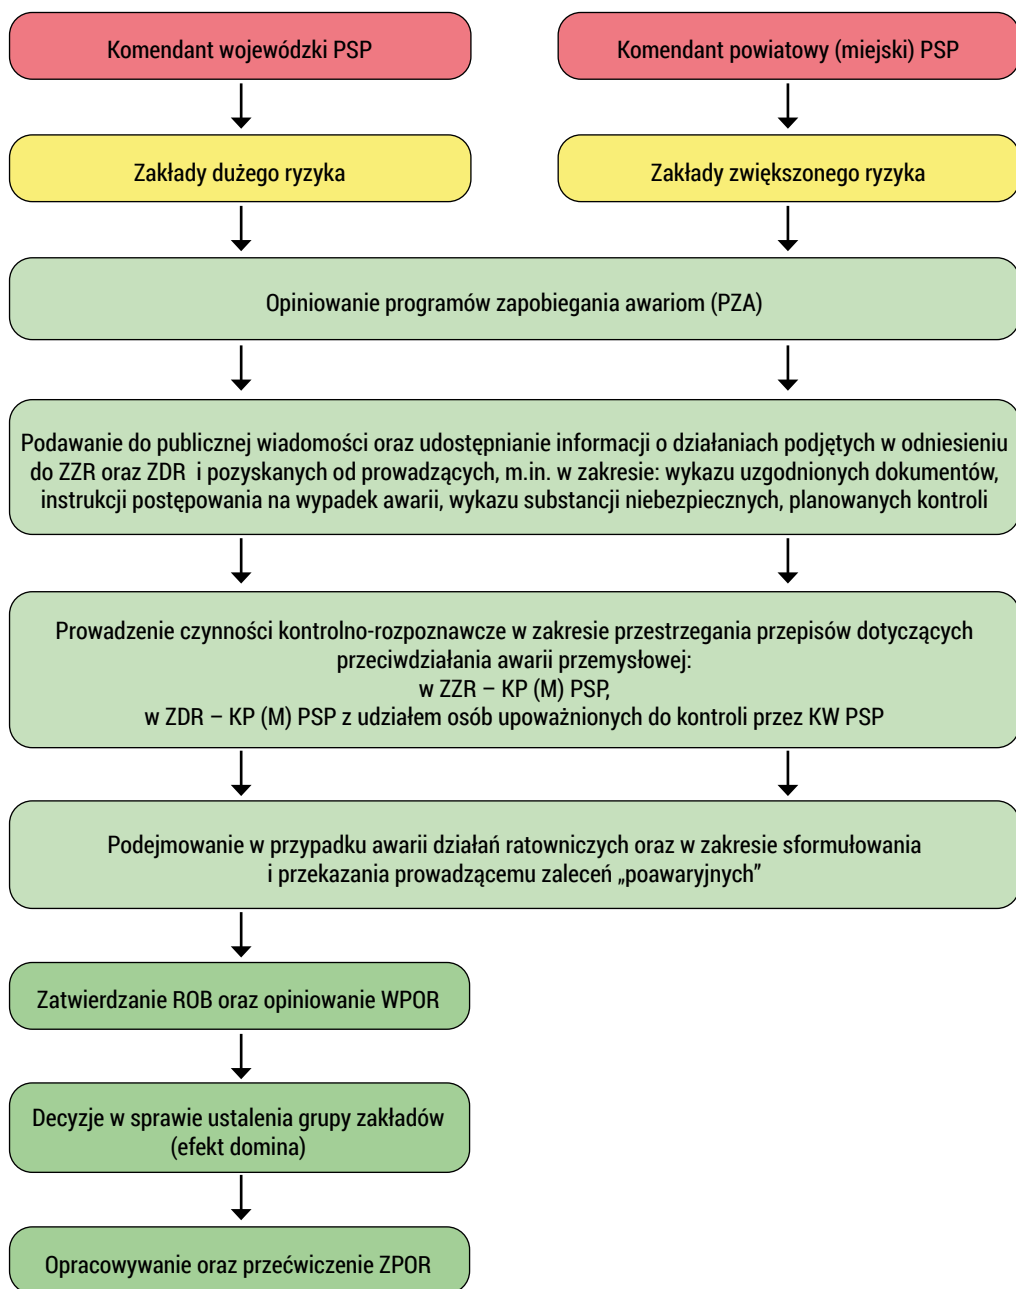 Komendant wojewódzki PSP
Komendant powiatowy (miejski) PSP
Zakłady dużego ryzyka
Zakłady zwiększonego ryzyka
Opiniowanie programów zapobiegania awariom (PZA)
Podawanie do publicznej wiadomości oraz udostępnianie informacji o działaniach podjętych w odniesieniu
do ZZR oraz ZDR i pozyskanych od prowadzących, m.in. w zakresie: wykazu uzgodnionych dokumentów,
instrukcji postępowania na wypadek awarii, wykazu substancji niebezpiecznych, planowanych kontroli
Prowadzenie czynności kontrolno-rozpoznawcze w zakresie przestrzegania przepisów dotyczących
przeciwdziałania awarii przemysłowej:
w ZZR – KP (M) PSP,
w ZDR – KP (M) PSP z udziałem osób upoważnionych do kontroli przez KW PSP
Podejmowanie w przypadku awarii działań ratowniczych oraz w zakresie sformułowania
i przekazania prowadzącemu zaleceń „poawaryjnych”
Zatwierdzanie ROB oraz opiniowanie WPOR
Decyzje w sprawie ustalenia grupy zakładów
(efekt domina)
Opracowywanie oraz przećwiczenie ZPOR